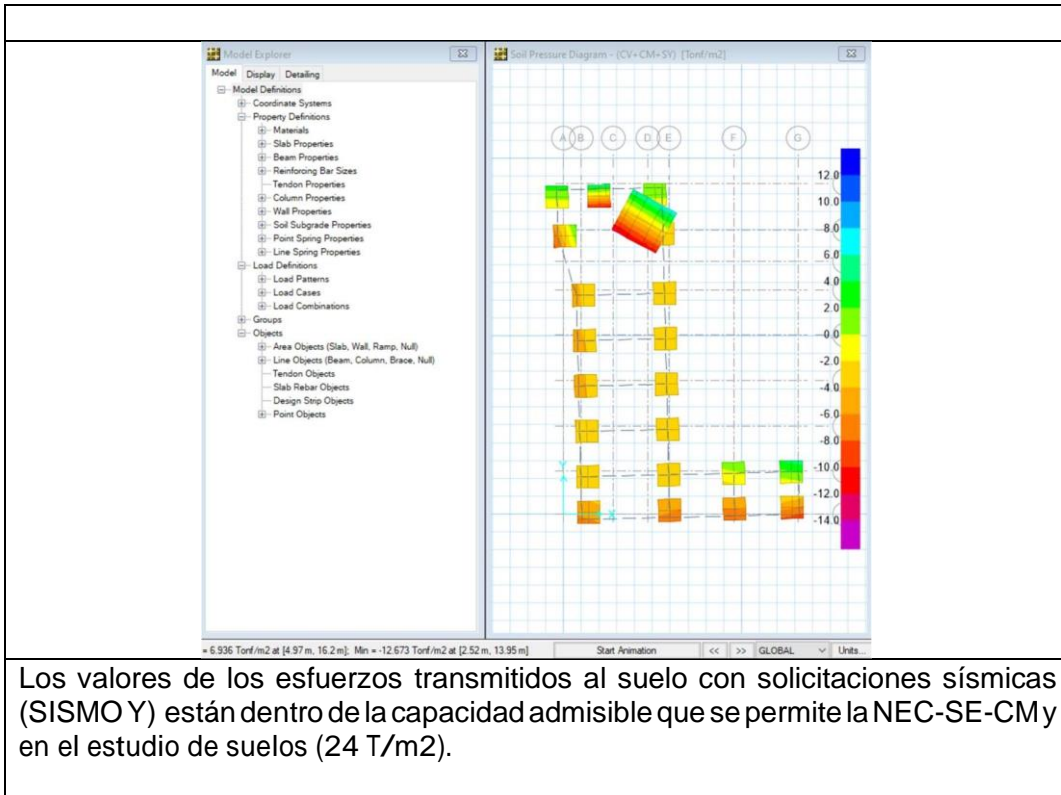 Model Explorer
Model Display Detailing
Model Definitions
Coordinate Systems
Property Definitions
Materials
Slab Properties
Beam Properties
Reinforcing Bar Sizes
Tendon Properties
Column Properties
Wall Properties
Soil Subgrade Properties
Point Spring Properties
Line Spring Properties
Load Definitions
Load Patterns
Load Cases
Load Combinations
Groups
Objects
Area Objects (Slab, Wall, Ramp, Null)
Line Objects (Beam, Column, Brace, Null)
Tendon Objects
Slab Rebar Objects
Design Strip Objects
Point Objects
Soil Pressure Diagram - (CV+CM+SY) [Tonf/m2]
A B C D E F G
12.0
10.0
8.0
6.0
4.0
2.0
0.0
-2.0
-4.0
-6.0
-8.0
-10.0
-12.0
-14.0
Y
X
= 6.936 Tonf/m2 at [4.97 m, 16.2 m]; Min = -12.673 Tonf/m2 at [2.52 m, 13.95 m] Start Animation << >> GLOBAL Units...
Los valores de los esfuerzos transmitidos al suelo con solicitaciones sísmicas
(SISMO Y) están dentro de la capacidad admisible que se permite la NEC-SE-CM y
en el estudio de suelos (24 T/m2).